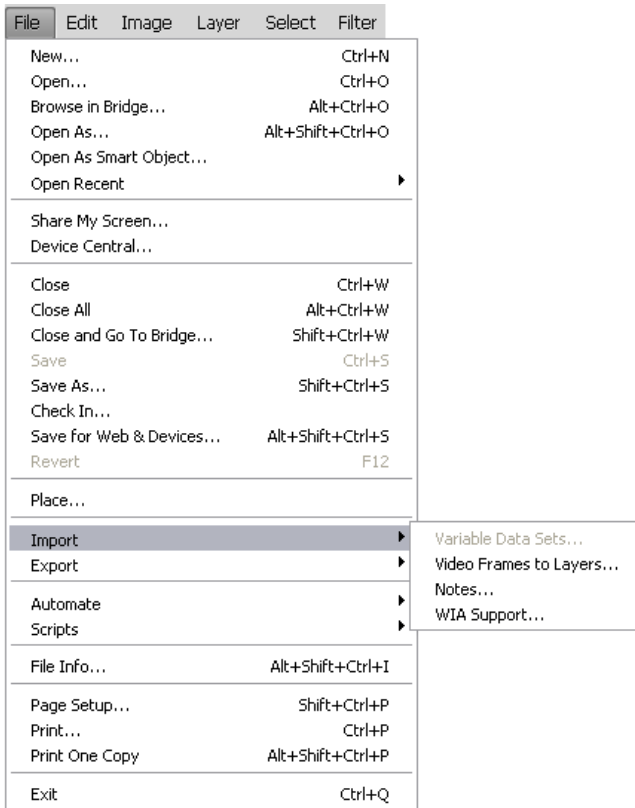 File Edit Image Layer Select Filter
New... Ctrl+N
Open... Ctrl+O
Browse in Bridge... Alt+Ctrl+O
Open As... Alt+Shift+Ctrl+O
Open As Smart Object...
Open Recent
Share My Screen...
Device Central...
Close Ctrl+W
Close All Alt+Ctrl+W
Close and Go To Bridge... Shift+Ctrl+W
Save Ctrl+S
Save As... Shift+Ctrl+S
Check In...
Save for Web & Devices... Alt+Shift+Ctrl+S
Revert F12
Place...
Import
Export
Automate
Scripts
File Info... Alt+Shift+Ctrl+I
Page Setup... Shift+Ctrl+P
Print... Ctrl+P
Print One Copy Alt+Shift+Ctrl+P
Exit Ctrl+Q
Variable Data Sets...
Video Frames to Layers...
Notes...
WIA Support...